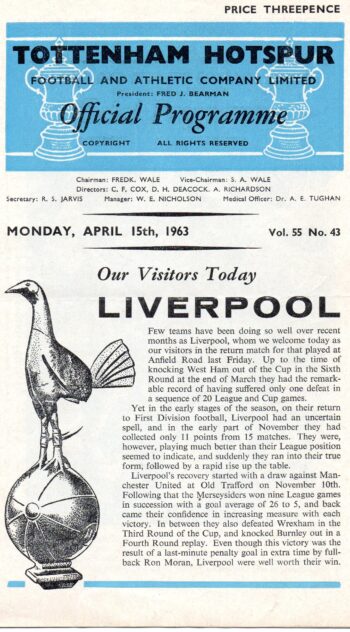 PRICE THREEPENCE
TOTTENHAM HOTSPUR
FOOTBALL AND ATHLETIC COMPANY LIMITED
President: FRED J. BEARMAN
Official Programme
COPYRIGHT ALL RIGHTS RESERVED
Chairman: FREDK. WALE Vice-Chairman: S. A. WALE
Directors: C. F. COX, D. H. DEACOCK. A. RICHARDSON
Secretary: R. S. JARVIS Manager: W. E. NICHOLSON Medical Officer: Dr. A. E. TUGHAN
MONDAY, APRIL 15th, 1963 Vol. 55 No. 43
Our Visitors Today
LIVERPOOL
Few teams have been doing so well over recent
months as Liverpool, whom we welcome today as
our visitors in the return match for that played at
Anfield Road last Friday. Up to the time of
knocking West Ham out of the Cup in the Sixth
Round at the end of March they had the remark-
able record of having suffered only one defeat in
a sequence of 20 League and Cup games.
Yet in the early stages of the season, on their return
to First Division football, Liverpool had an uncertain
spell, and in the early part of November they had
collected only 11 points from 15 matches. They were,
however, playing much better than their League position
seemed to indicate, and suddenly they ran into their true
form, followed by a rapid rise up the table.
Liverpool's recovery started with a draw against Man-
chester United at Old Trafford on November 10th.
Following that the Merseysiders won nine League games
in succession with a goal average of 26 to 5, and back
came their confidence in increasing measure with each
victory. In between they also defeated Wrexham in the
Third Round of the Cup, and knocked Burnley out in a
Fourth Round replay. Even though this victory was the
result of a last-minute penalty goal in extra time by full-
back Ron Moran, Liverpool were well worth their win.